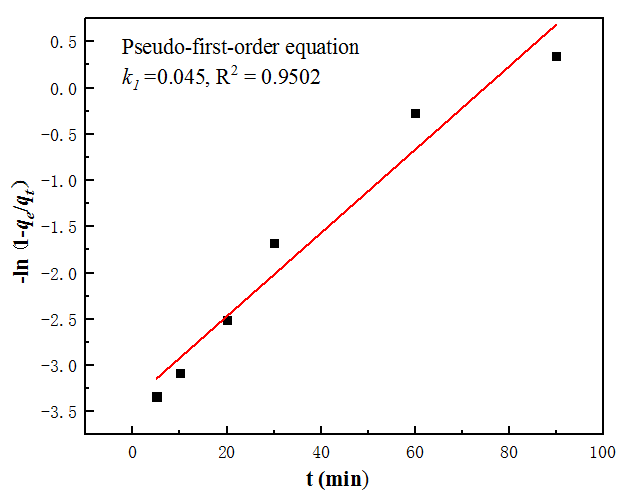 Pseudo-first-order equation
k1 =0.045, R2 = 0.9502
0.5
0.0
-0.5
-1.0
-1.5
-2.0
-2.5
-3.0
-3.5
-ln (1-qe/qt)
0 20 40 60 80 100
t (min)